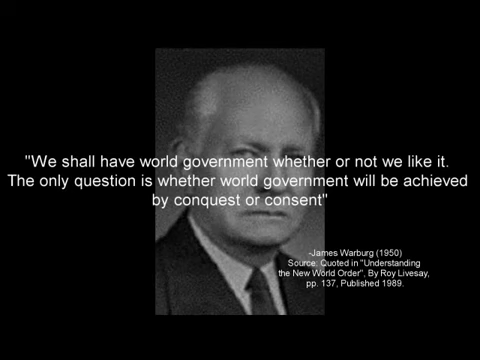 "We shall have world government whether or not we like it.
The only question is whether world government will be achieved
by conquest or consent"
-James Warburg (1950)
Source: Quoted in "Understanding
the New World Order", By Roy Livesay,
pp. 137, Published 1989.